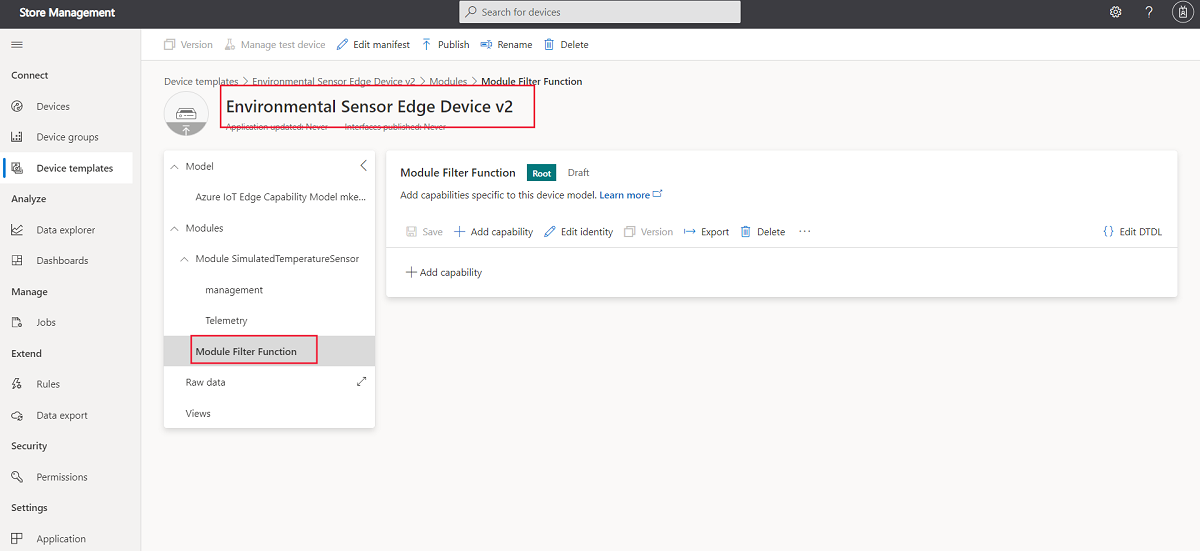 Store Management
Search for devices
?
Version Manage test device Edit manifest Publish Rename Delete
Connect
Devices
Device groups
Device templates
Analyze
Data explorer
Dashboards
Manage
Jobs
Extend
Rules
Data export
Security
Permissions
Settings
Application
Device templates > Environmental Sensor Edge Device v2 > Modules > Module Filter Function
Environmental Sensor Edge Device v2
Application updated: Never Interfaces published: Never
Model
Azure IoT Edge Capability Model mke...
Modules
Module SimulatedTemperatureSensor
management
Telemetry
Module Filter Function
Raw data
Views
Module Filter Function Root Draft
Add capabilities specific to this device model. Learn more
Save Add capability Edit identity Version Export Delete ... {} Edit DTDL
Add capability